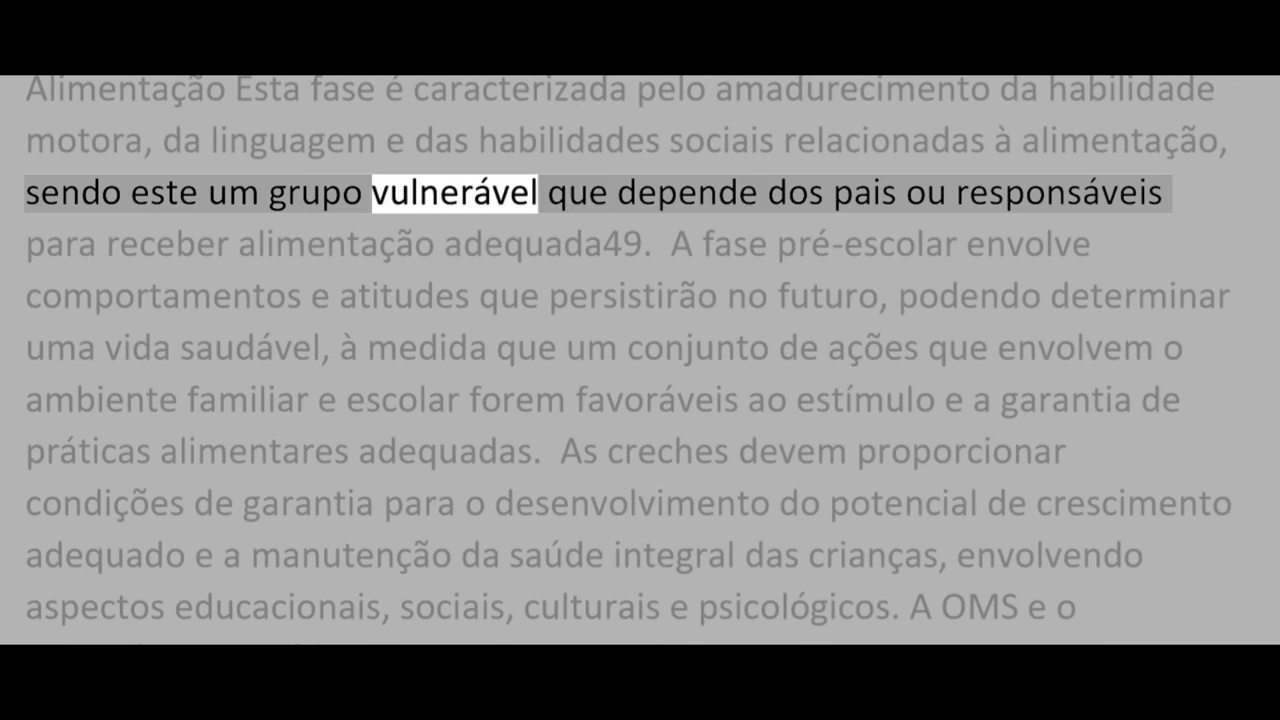 Alimentação Esta fase é caracterizada pelo amadurecimento da habilidade
motora, da linguagem e das habilidades sociais relacionadas à alimentação,
sendo este um grupo vulnerável que depende dos pais ou responsáveis
para receber alimentação adequada49.  A fase pré-escolar envolve
comportamentos e atitudes que persistirão no futuro, podendo determinar
uma vida saudável, à medida que um conjunto de ações que envolvem o
ambiente familiar e escolar forem favoráveis ao estímulo e a garantia de
práticas alimentares adequadas.  As creches devem proporcionar
condições de garantia para o desenvolvimento do potencial de crescimento
adequado e a manutenção da saúde integral das crianças, envolvendo
aspectos educacionais, sociais, culturais e psicológicos. A OMS e o